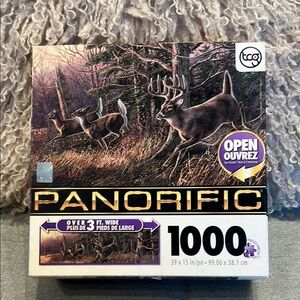 tcg
OPEN
OUVREZ
PANORIFIC
OVER 3 FT. WIDE
PLUS DE 3 PIEDS DE LARGE
1000
39 x 15 in/po • 99.06 x 38.1 cm